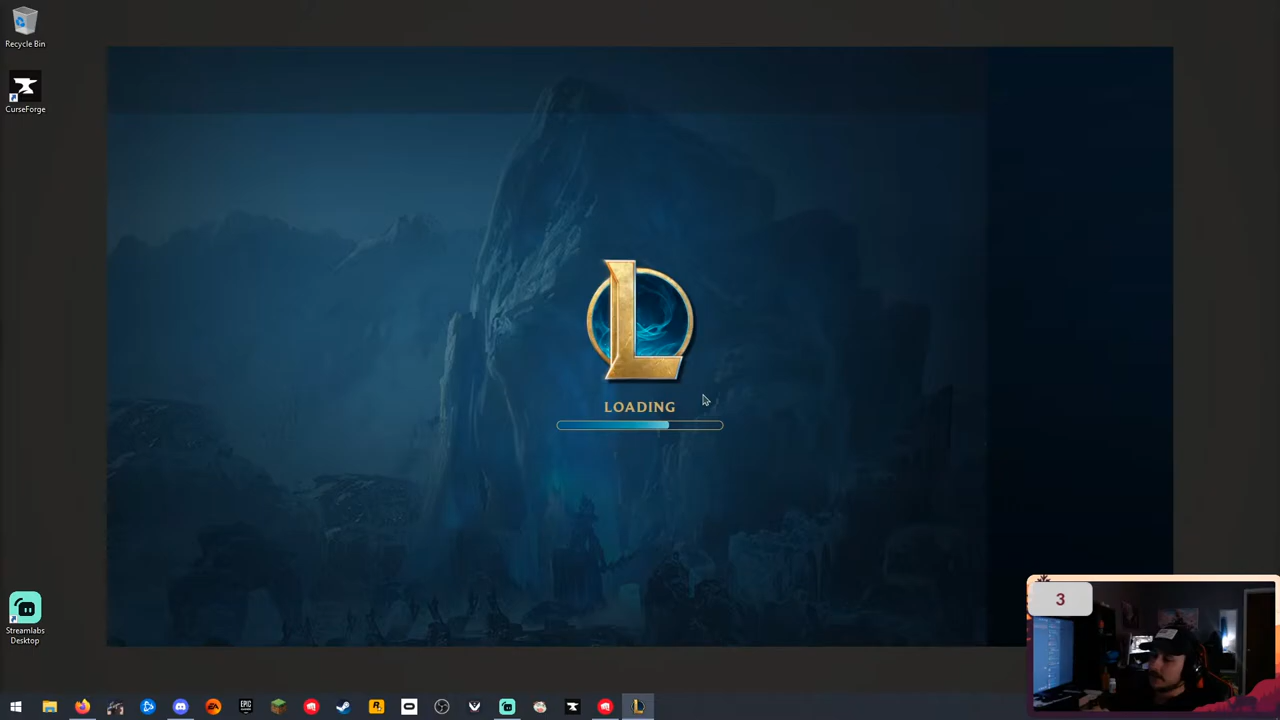 Recycle Bin
CurseForge
LOADING
Streamlabs
Desktop
3